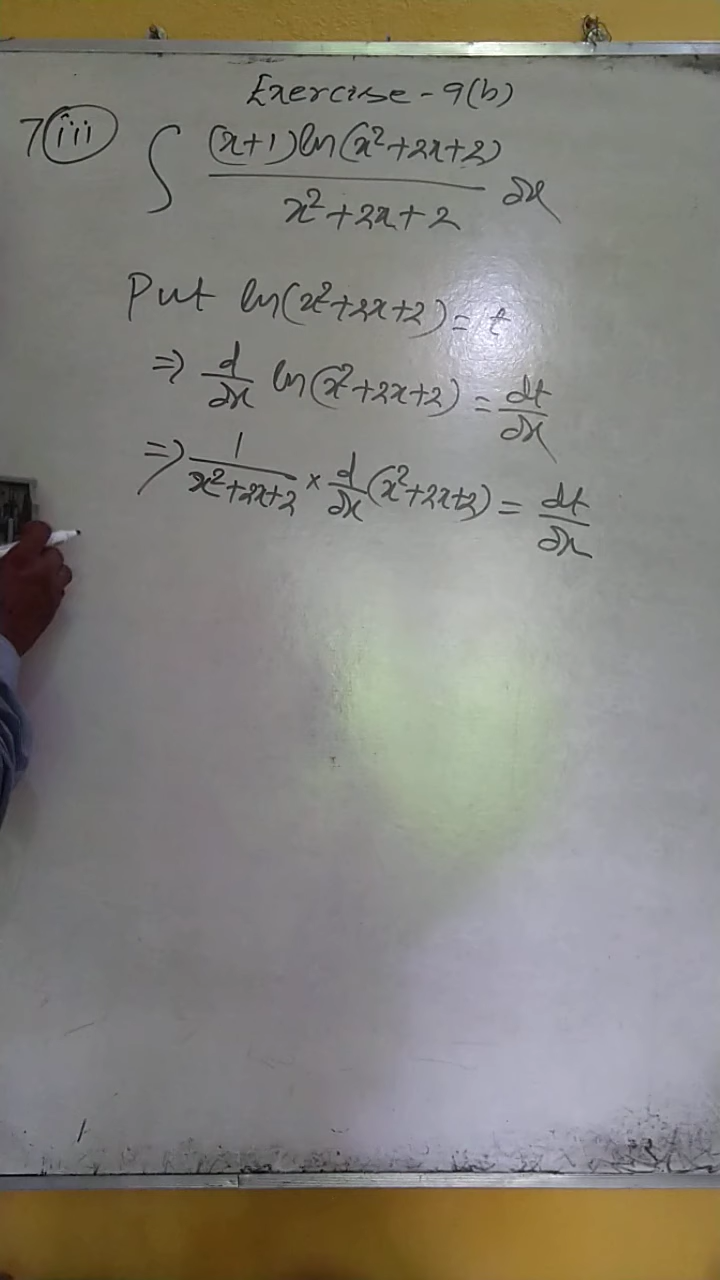 Exercise - 9(b)
7(iii) ∫ (x+1)ln(x²+2x+2) / x²+2x+2 dx
Put ln(x²+2x+2) = t
⇒ d/dx ln(x²+2x+2) = dt/dx
⇒ 1/x²+2x+2 × d/dx (x²+2x+2) = dt/dx